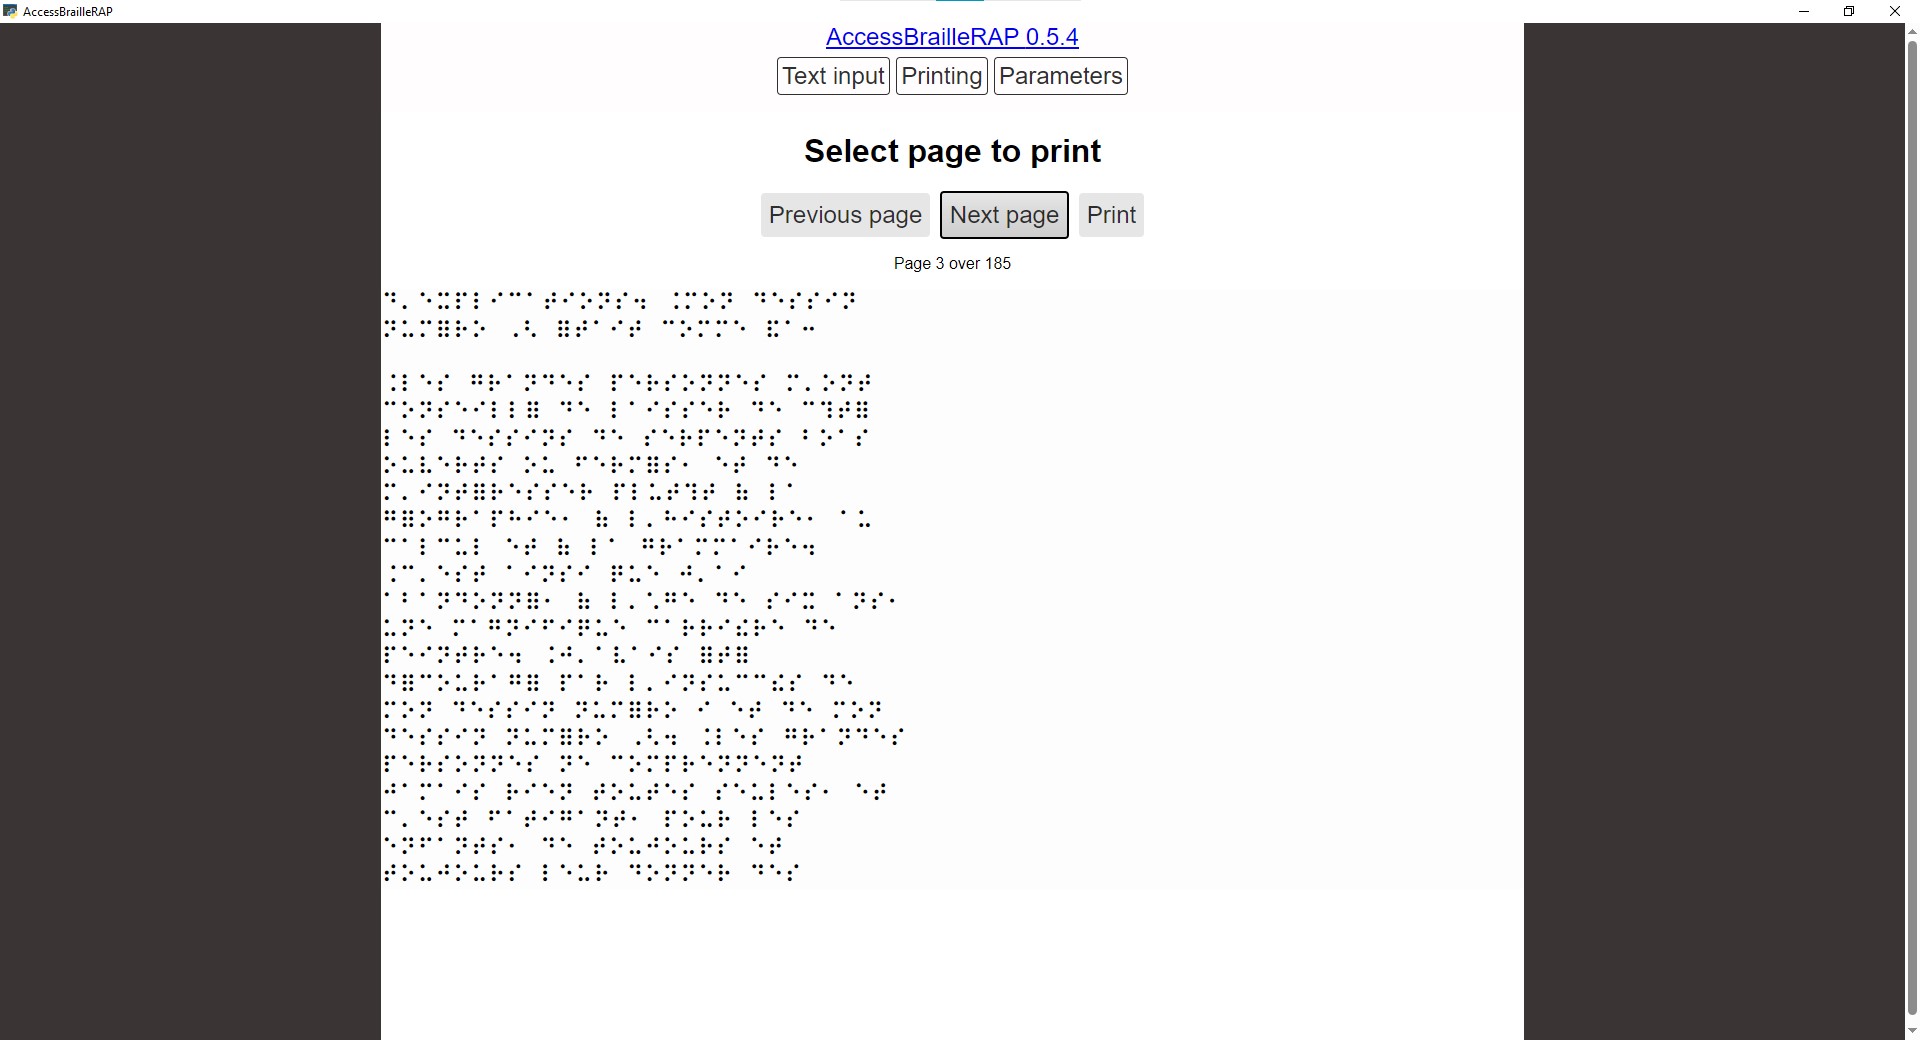 AccessBrailleRAP
AccessBrailleRAP 0.5.4
Text input Printing Parameters
Select page to print
Previous page Next page Print
Page 3 over 185
⠙⠄⠑⠭⠏⠇⠊⠉⠁⠞⠊⠕⠝⠎⠲ ⠨⠍⠕⠝ ⠙⠑⠎⠎⠊⠝
⠝⠥⠍⠿⠗⠕ ⠠⠣ ⠿⠞⠁⠊⠞ ⠉⠕⠍⠍⠑ ⠯⠁⠒
⠨⠇⠑⠎ ⠛⠗⠁⠝⠙⠑⠎ ⠏⠑⠗⠎⠕⠝⠝⠑⠎ ⠍⠄⠕⠝⠞
⠉⠕⠝⠎⠑⠊⠇⠇⠿ ⠙⠑ ⠇⠁⠊⠎⠎⠑⠗ ⠙⠑ ⠉⠹⠞⠿
⠇⠑⠎ ⠙⠑⠎⠎⠊⠝⠎ ⠙⠑ ⠎⠑⠗⠏⠑⠝⠞⠎ ⠃⠕⠁⠎
⠕⠥⠧⠑⠗⠞⠎ ⠕⠥ ⠋⠑⠗⠍⠿⠎⠂ ⠑⠞ ⠙⠑
⠍⠄⠊⠝⠞⠿⠗⠑⠎⠎⠑⠗ ⠏⠇⠥⠞⠹⠞ ⠷ ⠇⠁
⠛⠿⠕⠛⠗⠁⠏⠓⠊⠑⠂ ⠷ ⠇⠄⠓⠊⠎⠞⠕⠊⠗⠑⠂ ⠁⠥
⠉⠁⠇⠉⠥⠇ ⠑⠞ ⠷ ⠇⠁ ⠛⠗⠁⠍⠍⠁⠊⠗⠑⠲
⠨⠉⠄⠑⠎⠞ ⠁⠊⠝⠎⠊ ⠟⠥⠑ ⠚⠄⠁⠊
⠁⠃⠁⠝⠙⠕⠝⠝⠿⠂ ⠷ ⠇⠄⠡⠛⠑ ⠙⠑ ⠎⠊⠭ ⠁⠝⠎⠂
⠥⠝⠑ ⠍⠁⠛⠝⠊⠋⠊⠟⠥⠑ ⠉⠁⠗⠗⠊⠮⠗⠑ ⠙⠑
⠏⠑⠊⠝⠞⠗⠑⠲ ⠨⠚⠄⠁⠧⠁⠊⠎ ⠿⠞⠿
⠙⠿⠉⠕⠥⠗⠁⠛⠿ ⠏⠁⠗ ⠇⠄⠊⠝⠎⠥⠉⠉⠮⠎ ⠙⠑
⠍⠕⠝ ⠙⠑⠎⠎⠊⠝ ⠝⠥⠍⠿⠗⠕ ⠊ ⠑⠞ ⠙⠑ ⠍⠕⠝
⠙⠑⠎⠎⠊⠝ ⠝⠥⠍⠿⠗⠕ ⠠⠣⠲ ⠨⠇⠑⠎ ⠛⠗⠁⠝⠙⠑⠎
⠏⠑⠗⠎⠕⠝⠝⠑⠎ ⠝⠑ ⠉⠕⠍⠏⠗⠑⠝⠝⠑⠝⠞
⠚⠁⠍⠁⠊⠎ ⠗⠊⠑⠝ ⠞⠕⠥⠞⠑⠎ ⠎⠑⠥⠇⠑⠎⠂ ⠑⠞
⠉⠄⠑⠎⠞ ⠋⠁⠞⠊⠛⠁⠝⠞⠂ ⠏⠕⠥⠗ ⠇⠑⠎
⠑⠝⠋⠁⠝⠞⠎⠂ ⠙⠑ ⠞⠕⠥⠚⠕⠥⠗⠎ ⠑⠞
⠞⠕⠥⠚⠕⠥⠗⠎ ⠇⠑⠥⠗ ⠙⠕⠝⠝⠑⠗ ⠙⠑⠎